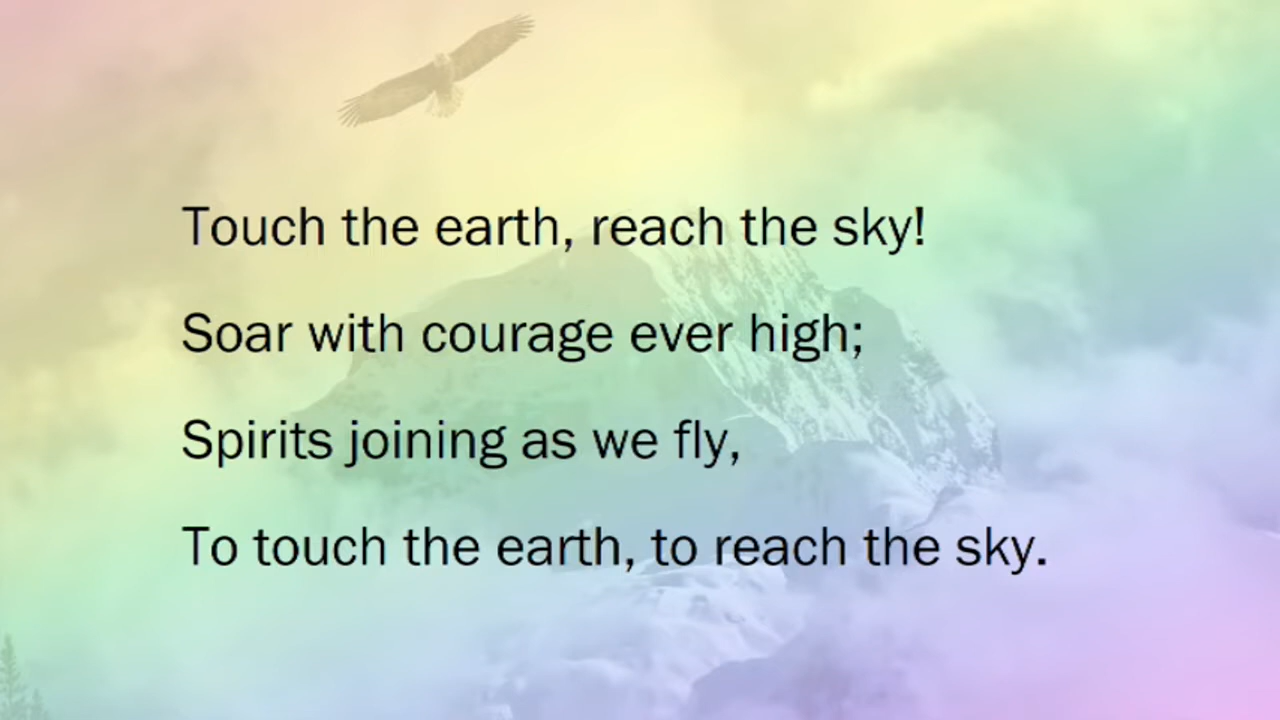 Touch the earth, reach the sky!
Soar with courage ever high;
Spirits joining as we fly,
To touch the earth, to reach the sky.